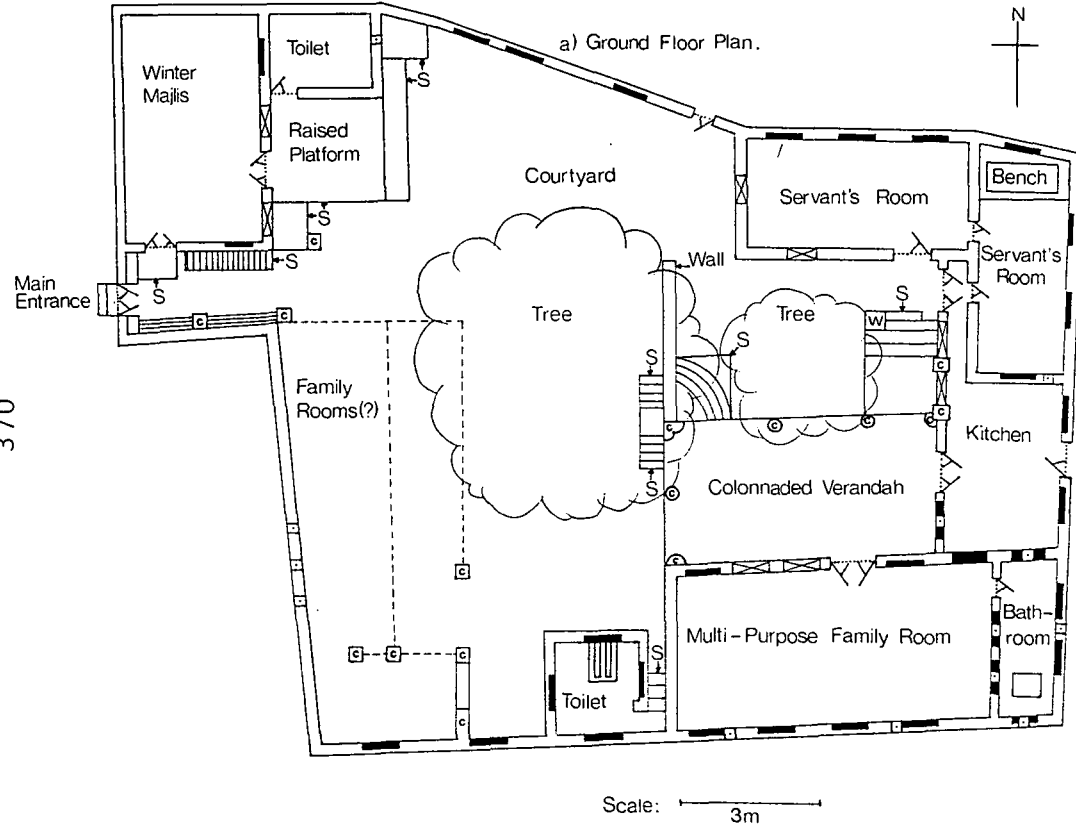 a) Ground Floor Plan.
N
Winter
Majlis
Toilet
S
S
Raised
Platform
S
C
S
S
Main
Entrance
Courtyard
Servant's Room
Bench
Servant's
Room
Wall
Tree
Tree
S
W
S
S
S
C
C
Family
Rooms(?)
C
C
C
C
C
C
C
Kitchen
Colonnaded Verandah
C
C
C
C
C
C
C
C
Multi-Purpose Family Room
Bath-
room
S
Toilet
370
Scale:
3m